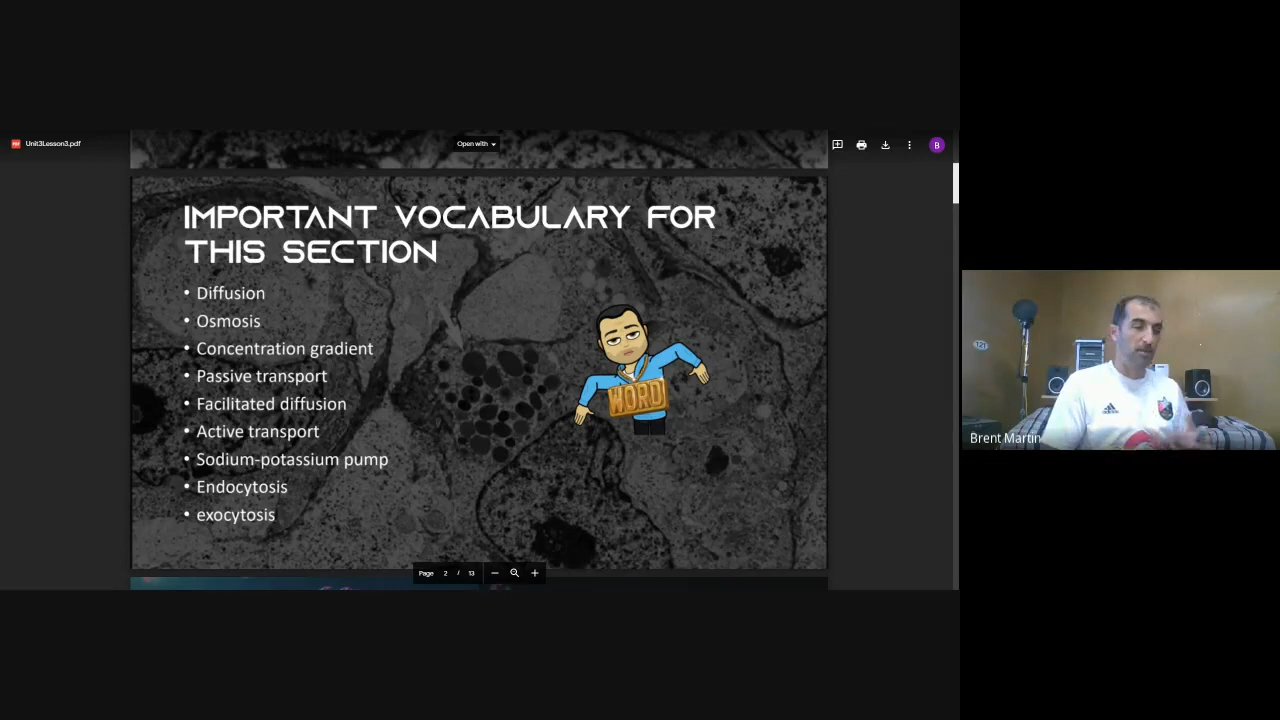 Unit3Lesson3.pdf
Open with
B
IMPORTANT VOCABULARY FOR
THIS SECTION
• Diffusion
• Osmosis
• Concentration gradient
• Passive transport
• Facilitated diffusion
• Active transport
• Sodium-potassium pump
• Endocytosis
• exocytosis
WORD
Page 2 / 13
Brent Martin